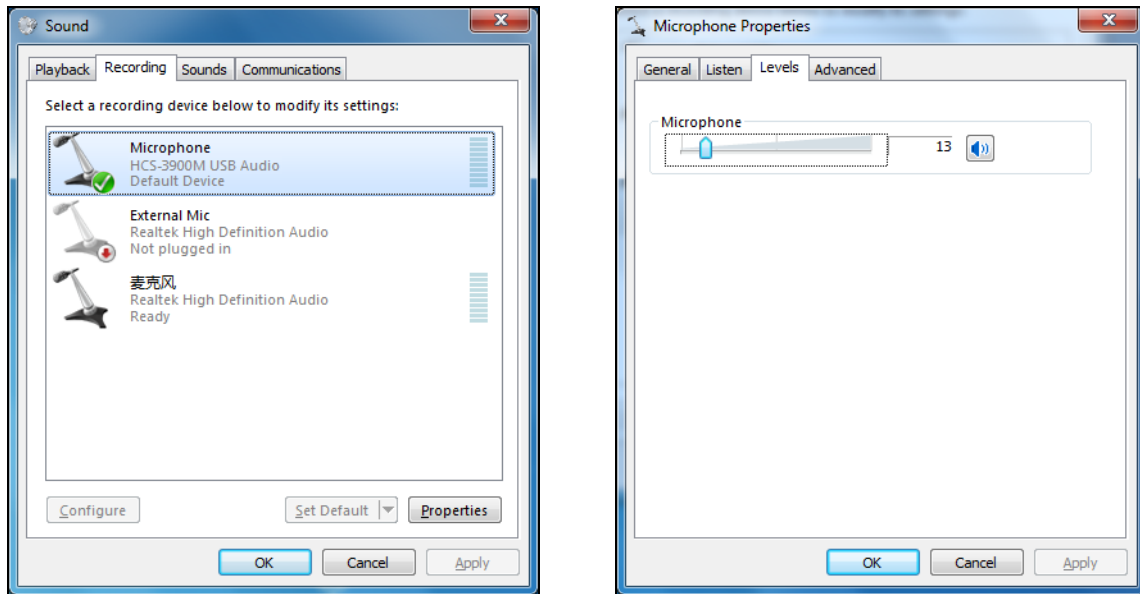 Sound
Playback Recording Sounds Communications
Select a recording device below to modify its settings:
Microphone
HCS-3900M USB Audio
Default Device
External Mic
Realtek High Definition Audio
Not plugged in
麦克风
Realtek High Definition Audio
Ready
Configure Set Default Properties
OK Cancel Apply
Microphone Properties
General Listen Levels Advanced
Microphone
13
OK Cancel Apply